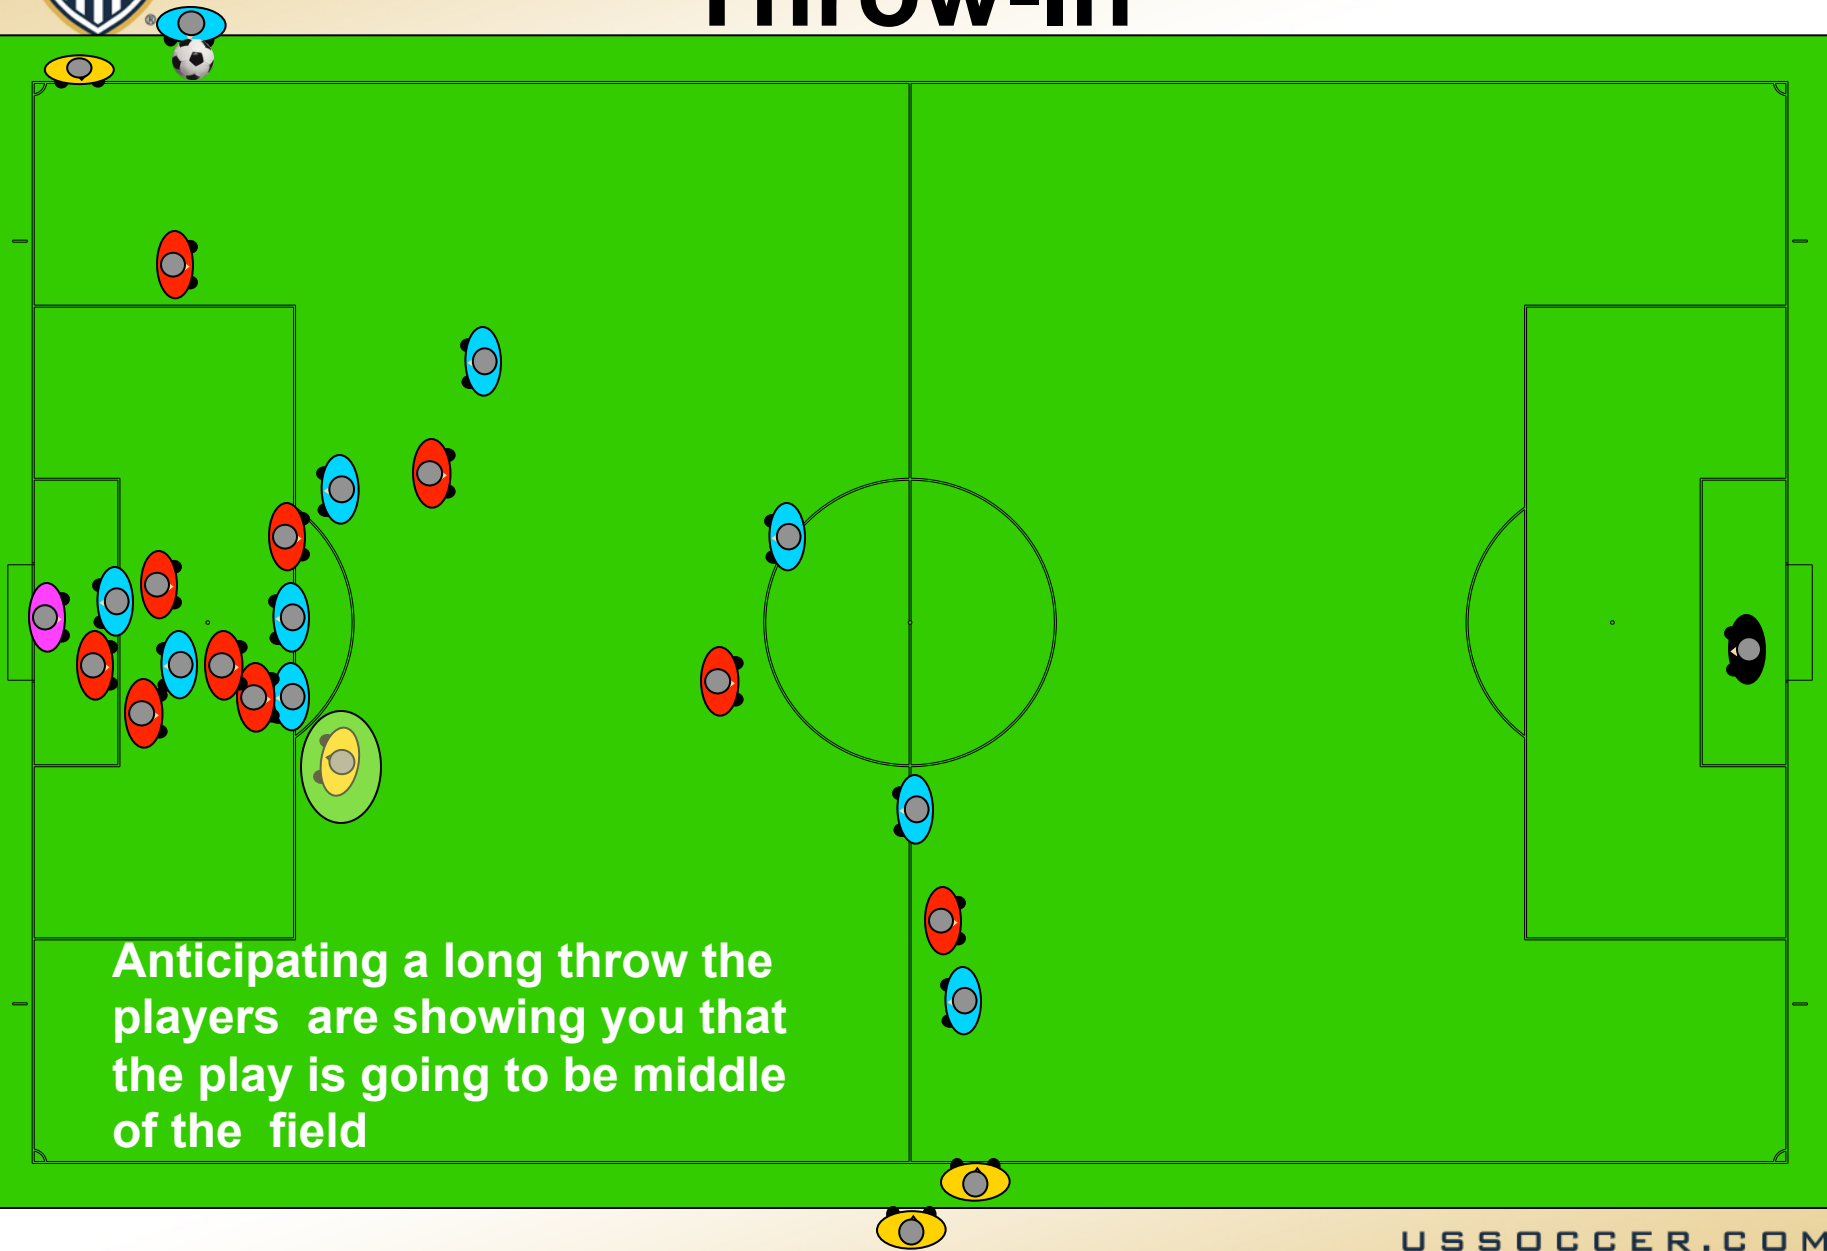 Throw-in
®
Anticipating a long throw the
players  are showing you that
the play is going to be middle
of the  field
USSOCCER.COM